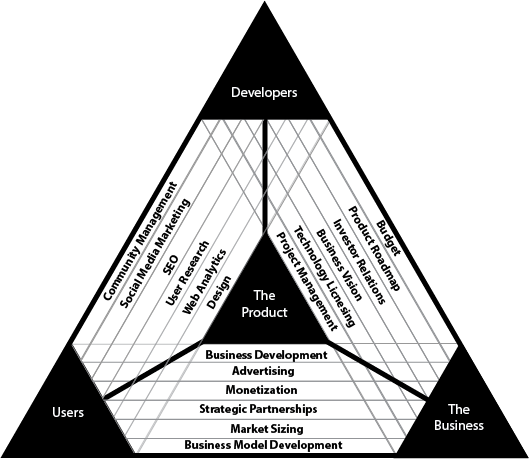 Developers
Community Management
Social Media Marketing
SEO
User Research
Web Analytics
Design
Budget
Product Roadmap
Investor Relations
Business Vision
Technology Licnesing
Project Management
The
Product
Business Development
Advertising
Monetization
Strategic Partnerships
Market Sizing
Business Model Development
Users
The
Business